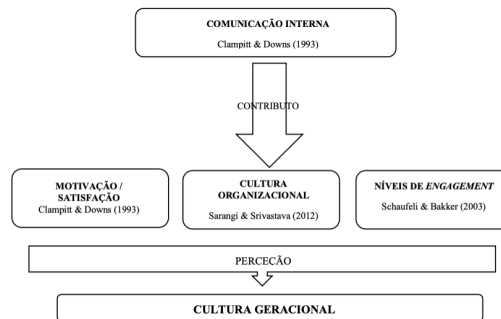 COMUNICAÇÃO INTERNA
Clampitt & Downs (1993)
CONTRIBUTO
MOTIVAÇÃO /
SATISFAÇÃO
Clampitt & Downs (1993)
CULTURA
ORGANIZACIONAL
Sarangi & Srivastava (2012)
NÍVEIS DE ENGAGEMENT
Schaufeli & Bakker (2003)
PERCEÇÃO
CULTURA GERACIONAL